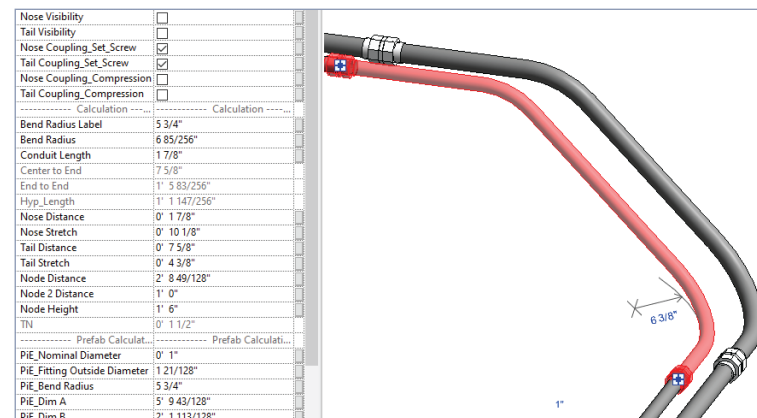 Nose Visibility
Tail Visibility
Nose Coupling_Set_Screw
Tail Coupling_Set_Screw
Nose Coupling_Compression
Tail Coupling_Compression
------------ Calculation ---... ------------ Calculation ----...
Bend Radius Label 5 3/4"
Bend Radius 6 85/256"
Conduit Length 1 7/8"
Center to End 7 5/8"
End to End 1' 5 83/256"
Hyp_Length 1' 1 147/256"
Nose Distance 0' 1 7/8"
Nose Stretch 0' 10 1/8"
Tail Distance 0' 7 5/8"
Tail Stretch 0' 4 3/8"
Node Distance 2' 8 49/128"
Node 2 Distance 1' 0"
Node Height 1' 6"
TN 0' 1 1/2"
------------ Prefab Calculat... ------------ Prefab Calculati...
PiE_Nominal Diameter 0' 1"
PiE_Fitting Outside Diameter 1 21/128"
PiE_Bend Radius 5 3/4"
PiE_Dim A 5' 9 43/128"
PiE_Dim B 2' 1 113/128"
6 3/8"
1"